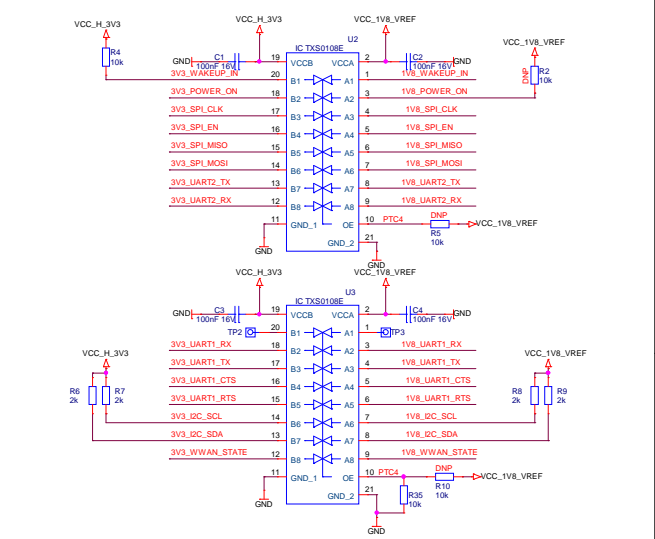 VCC_H_3V3 VCC_1V8_VREF
VCC_H_3V3 U2 VCC_1V8_VREF
R4 10k
GND C1 100nF 16V 19 IC TXS0108E VCCB VCCA 2 C2 100nF 16V GND
3V3_WAKEUP_IN 20 B1 A1 1 1V8_WAKEUP_IN
DNP R2 10k
3V3_POWER_ON 18 B2 A2 3 1V8_POWER_ON
3V3_SPI_CLK 17 B3 A3 4 1V8_SPI_CLK
3V3_SPI_EN 16 B4 A4 5 1V8_SPI_EN
3V3_SPI_MISO 15 B5 A5 6 1V8_SPI_MISO
3V3_SPI_MOSI 14 B6 A6 7 1V8_SPI_MOSI
3V3_UART2_TX 13 B7 A7 8 1V8_UART2_TX
3V3_UART2_RX 12 B8 A8 9 1V8_UART2_RX
11 GND_1 OE 10 PTC4 DNP R5 10k VCC_1V8_VREF
GND GND_2 21
GND
VCC_H_3V3 VCC_1V8_VREF
U3
GND C3 100nF 16V 19 IC TXS0108E VCCB VCCA 2 C4 100nF 16V GND
TP2 20 B1 A1 1 TP3
3V3_UART1_RX 18 B2 A2 3 1V8_UART1_RX
VCC_H_3V3 VCC_1V8_VREF
3V3_UART1_TX 17 B3 A3 4 1V8_UART1_TX
3V3_UART1_CTS 16 B4 A4 5 1V8_UART1_CTS
R6 2k R7 2k R8 2k R9 2k
3V3_UART1_RTS 15 B5 A5 6 1V8_UART1_RTS
3V3_I2C_SCL 14 B6 A6 7 1V8_I2C_SCL
3V3_I2C_SDA 13 B7 A7 8 1V8_I2C_SDA
3V3_WWAN_STATE 12 B8 A8 9 1V8_WWAN_STATE
11 GND_1 OE 10 PTC4 DNP R10 10k VCC_1V8_VREF
GND GND_2 21 R35 10k
GND